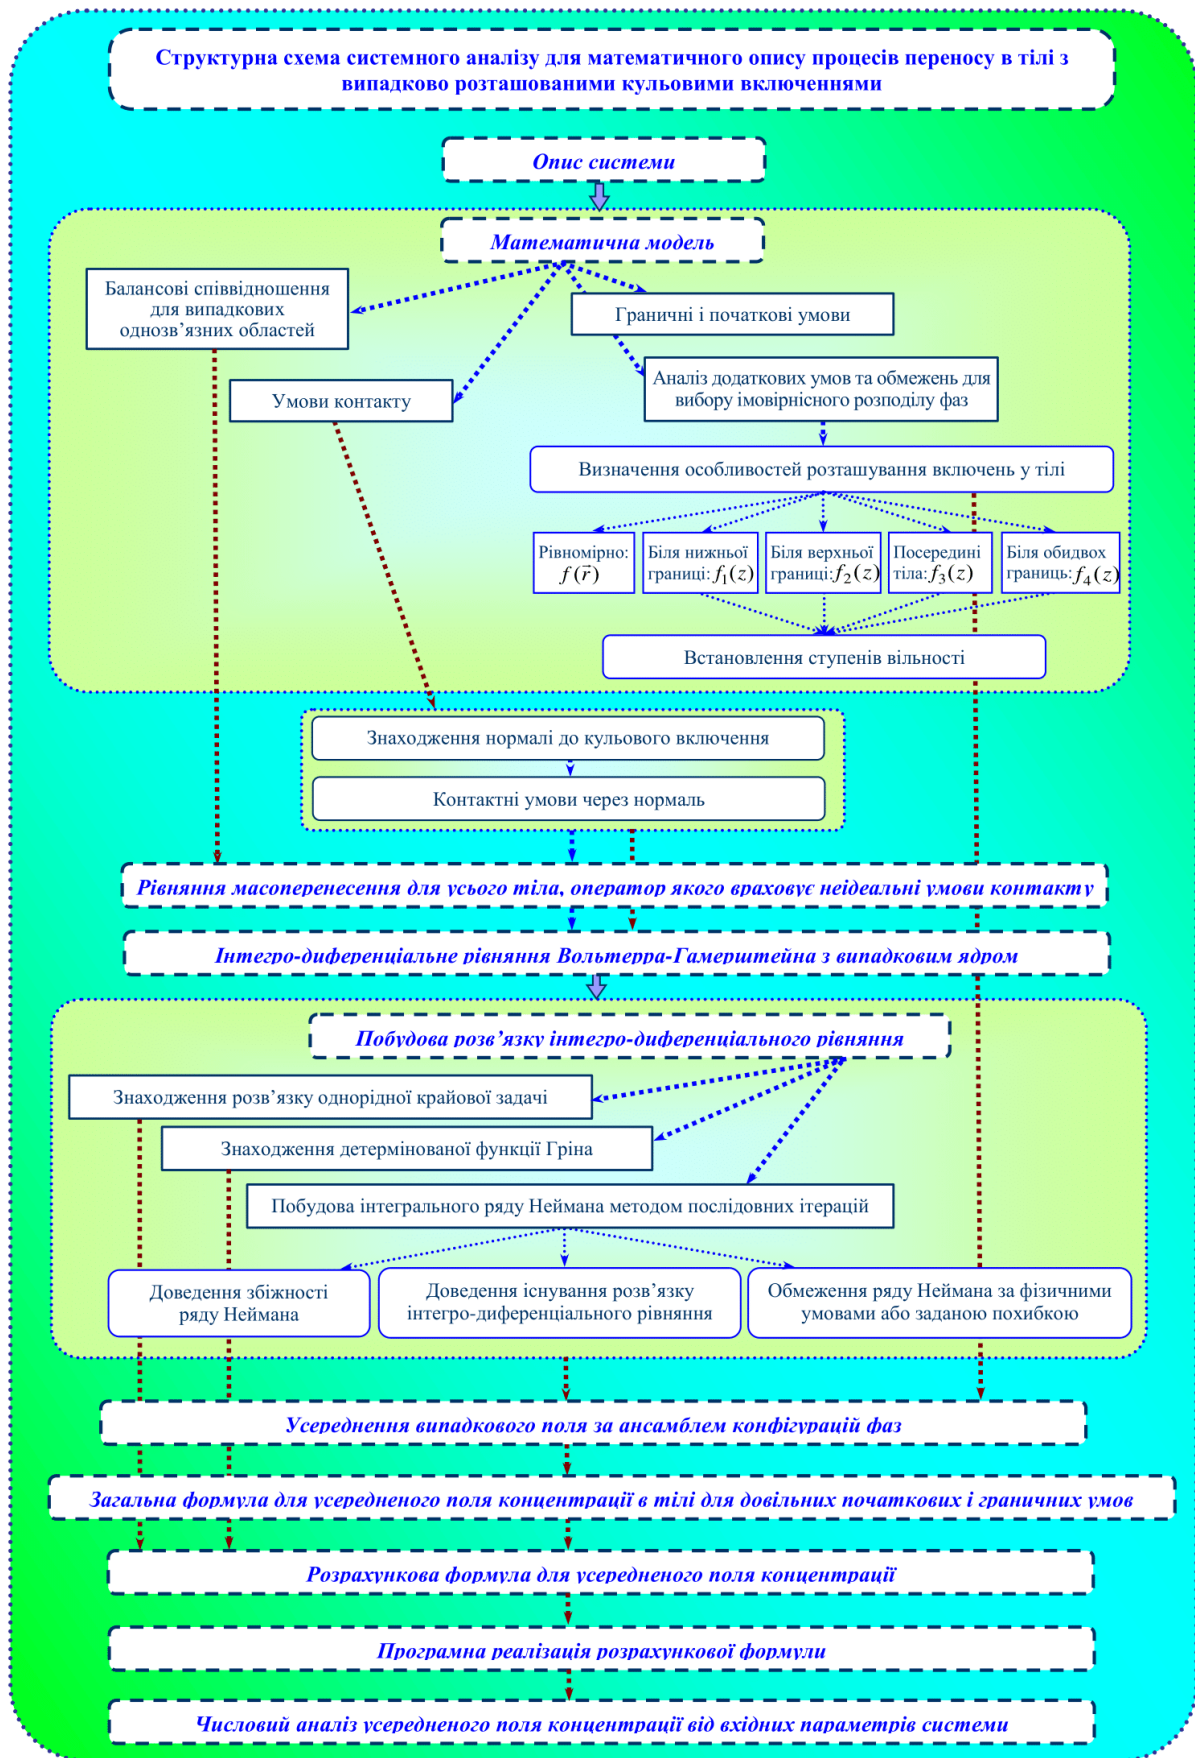 Структурна схема системного аналізу для математичного опису процесів переносу в тілі з
випадково розташованими кульовими включеннями
Опис системи
Математична модель
Балансові співвідношення
для випадкових
однозв’язних областей
Граничні і початкові умови
Умови контакту
Аналіз додаткових умов та обмежень для
вибору імовірнісного розподілу фаз
Визначення особливостей розташування включень у тілі
Рівномірно:
f(r⃗)
Біля нижньої
границі: f₁(z)
Біля верхньої
границі: f₂(z)
Посередині
тіла: f₃(z)
Біля обидвох
границь: f₄(z)
Встановлення ступенів вільності
Знаходження нормалі до кульового включення
Контактні умови через нормаль
Рівняння масоперенесення для усього тіла, оператор якого враховує неідеальні умови контакту
Інтегро-диференціальне рівняння Вольтерра-Гамерштейна з випадковим ядром
Побудова розв’язку інтегро-диференціального рівняння
Знаходження розв’язку однорідної крайової задачі
Знаходження детермінованої функції Гріна
Побудова інтегрального ряду Неймана методом послідовних ітерацій
Доведення збіжності
ряду Неймана
Доведення існування розв’язку
інтегро-диференціального рівняння
Обмеження ряду Неймана за фізичними
умовами або заданою похибкою
Усереднення випадкового поля за ансамблем конфігурацій фаз
Загальна формула для усередненого поля концентрації в тілі для довільних початкових і граничних умов
Розрахункова формула для усередненого поля концентрації
Програмна реалізація розрахункової формули
Числовий аналіз усередненого поля концентрації від вхідних параметрів системи